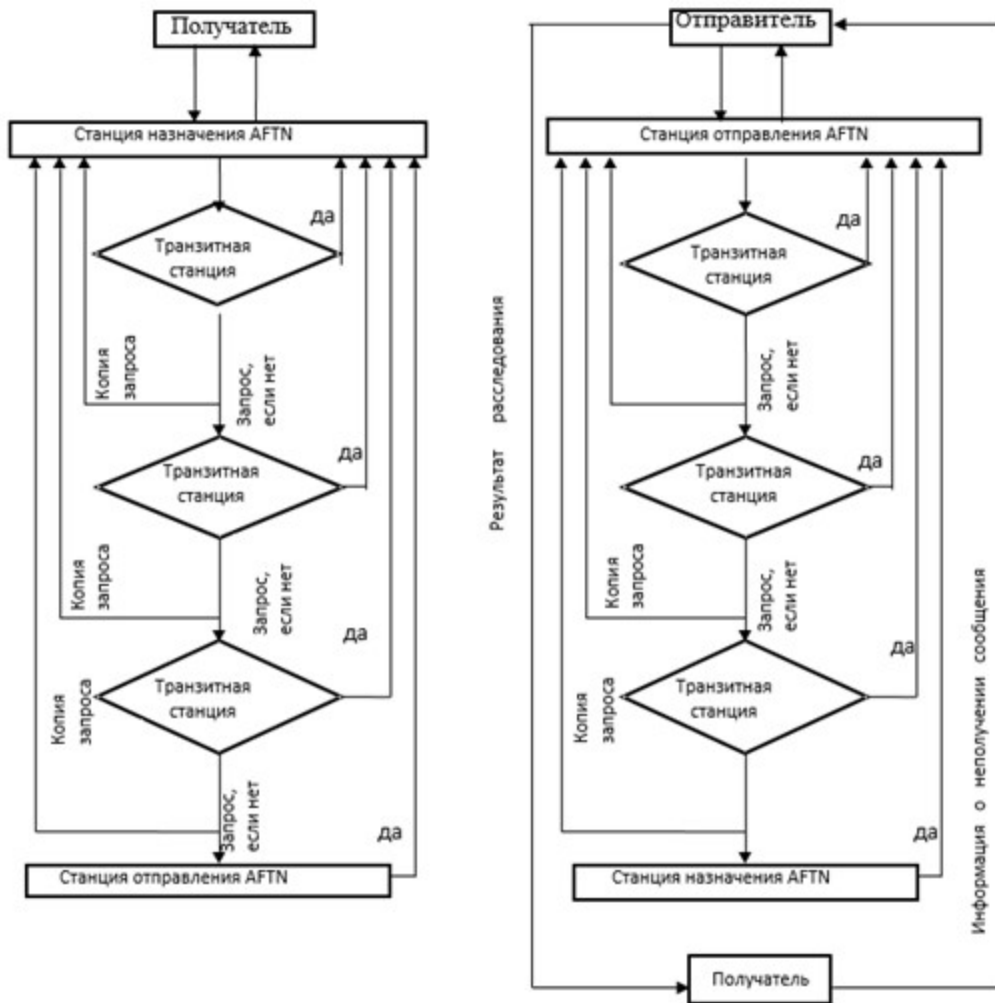 Получатель
Станция назначения AFTN
да
Транзитная
станция
Копия
запроса
Запрос,
если нет
да
Транзитная
станция
Копия
запроса
Запрос,
если нет
да
Транзитная
станция
Копия
запроса
Запрос,
если нет
да
Станция отправления AFTN
Отправитель
Станция отправления AFTN
да
Транзитная
станция
Результат расследования
Запрос,
если нет
да
Транзитная
станция
Копия
запроса
Запрос,
если нет
да
Транзитная
станция
Копия
запроса
да
Станция назначения AFTN
Информация о неполучении сообщения
Получатель